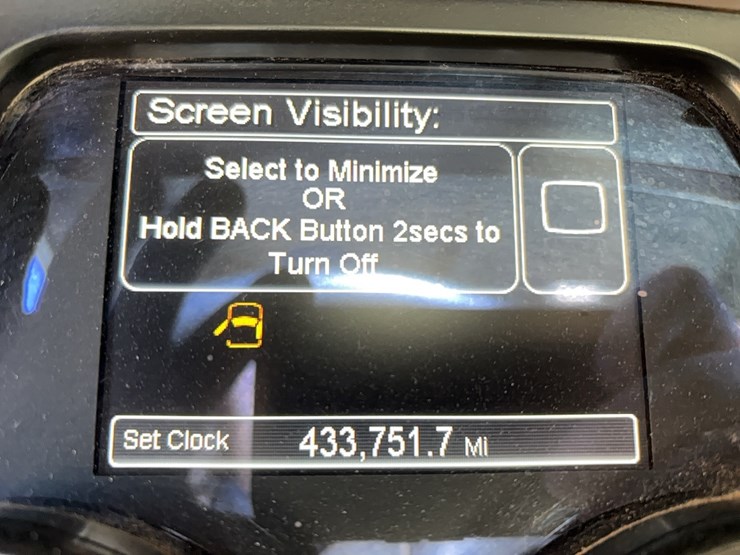 Screen Visibility:
Select to Minimize
OR
Hold BACK Button 2secs to
Turn Off
Set Clock 433,751.7 Mi